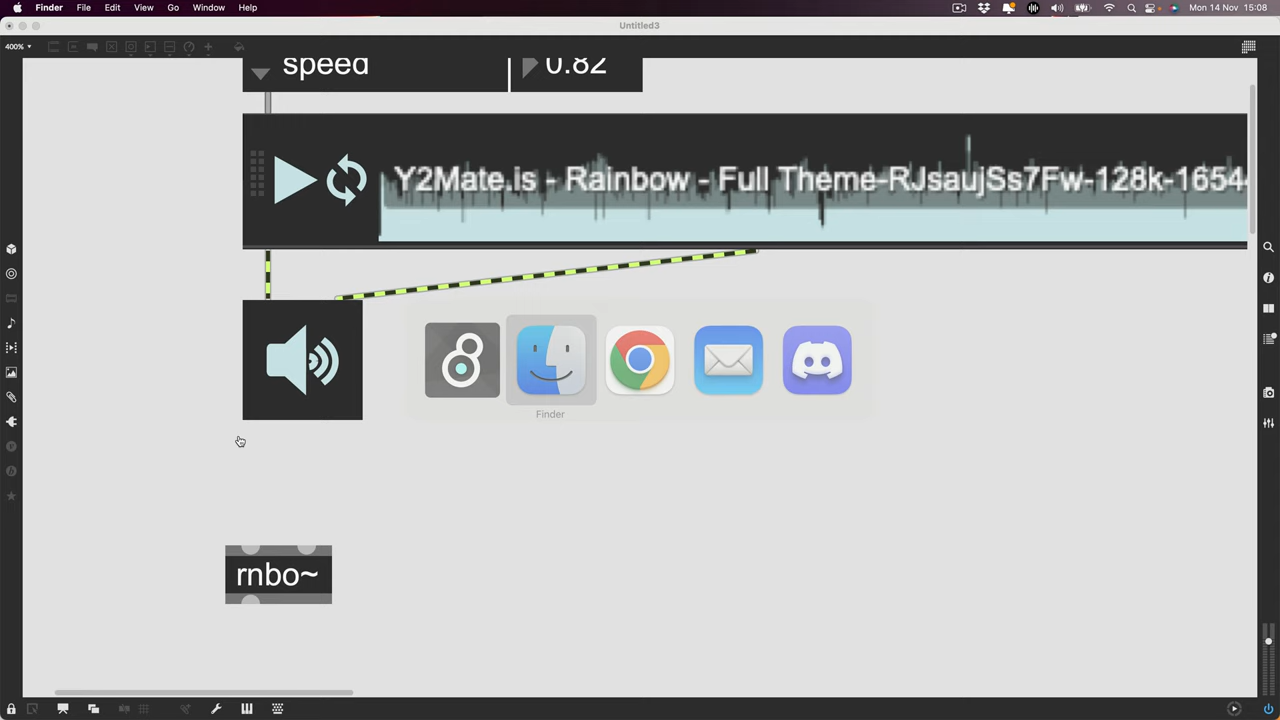 Finder File Edit View Go Window Help
Mon 14 Nov 15:08
Untitled3
400%
speed
0.82
Y2Mate.is - Rainbow - Full Theme-RJsaujSs7Fw-128k-1654
Finder
rnbo~